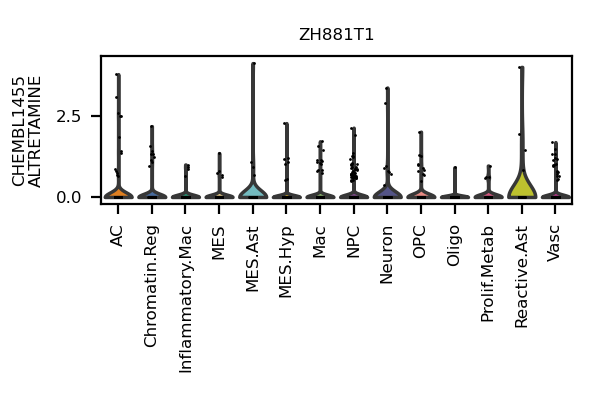 ZH881T1
CHEMBL1455
ALTRETAMINE
2.5
0.0
AC
Chromatin.Reg
Inflammatory.Mac
MES
MES.Ast
MES.Hyp
Mac
NPC
Neuron
OPC
Oligo
Prolif.Metab
Reactive.Ast
Vasc